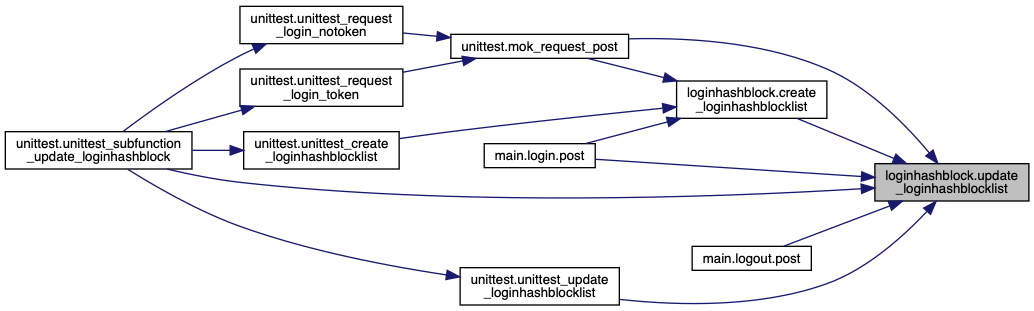 unittest.unittest_request
_login_notoken
unittest.mok_request_post
unittest.unittest_request
_login_token
loginhashblock.create
_loginhashblocklist
unittest.unittest_subfunction
_update_loginhashblock
unittest.unittest_create
_loginhashblocklist
main.login.post
loginhashblock.update
_loginhashblocklist
main.logout.post
unittest.unittest_update
_loginhashblocklist